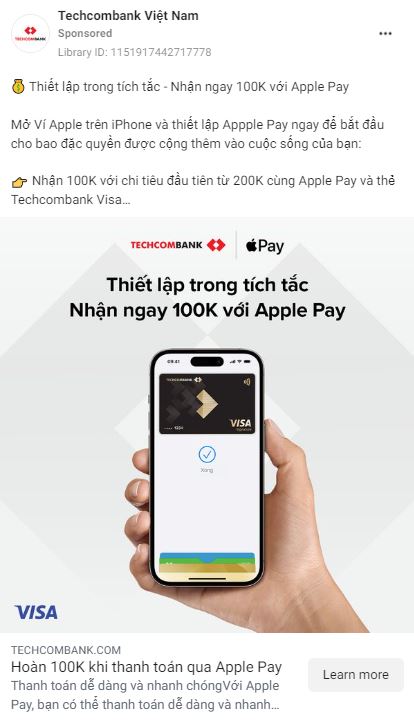 Techcombank Việt Nam
Sponsored
Library ID: 1151917442717778
💰 Thiết lập trong tích tắc - Nhận ngay 100K với Apple Pay
Mở Ví Apple trên iPhone và thiết lập Appple Pay ngay để bắt đầu
cho bao đặc quyền được cộng thêm vào cuộc sống của bạn:
👉 Nhận 100K với chi tiêu đầu tiên từ 200K cùng Apple Pay và thẻ
Techcombank Visa…
TECHCOMBANK Pay
Thiết lập trong tích tắc
Nhận ngay 100K với Apple Pay
09:41
TECHCOMBANK
1234
VISA
Signature
Xong
VISA
TECHCOMBANK.COM
Hoàn 100K khi thanh toán qua Apple Pay
Thanh toán dễ dàng và nhanh chóngVới Apple
Pay, bạn có thể thanh toán dễ dàng và nhanh…
Learn more